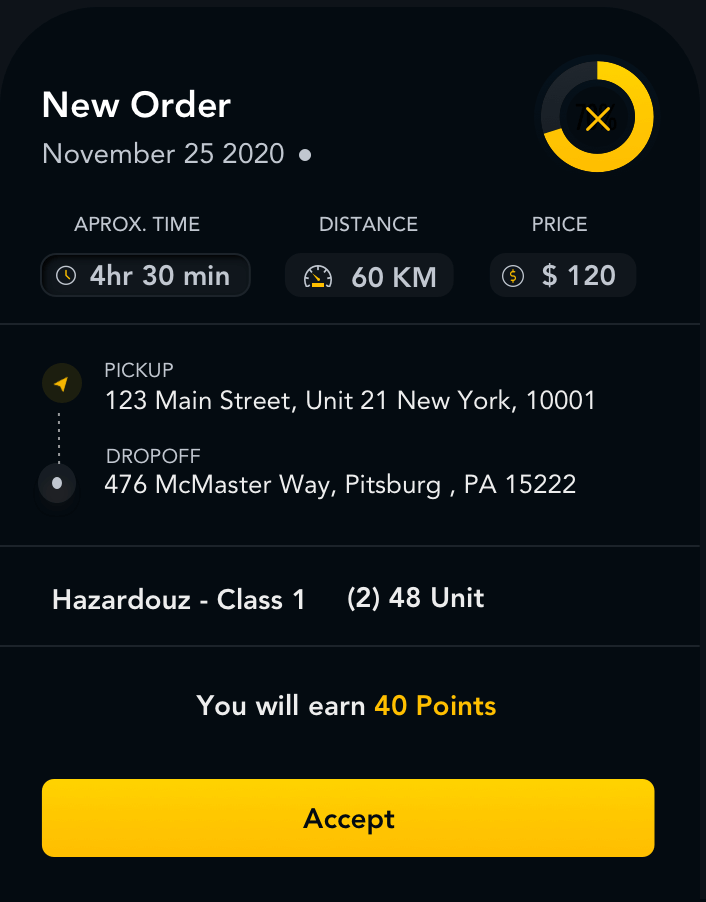 New Order
November 25 2020
APROX. TIME DISTANCE PRICE
4hr 30 min 60 KM $ 120
PICKUP
123 Main Street, Unit 21 New York, 10001
DROPOFF
476 McMaster Way, Pitsburg , PA 15222
Hazardouz - Class 1 (2) 48 Unit
You will earn 40 Points
Accept